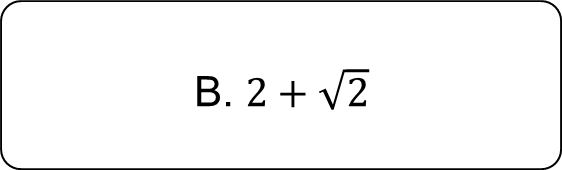 B. 2 + √2